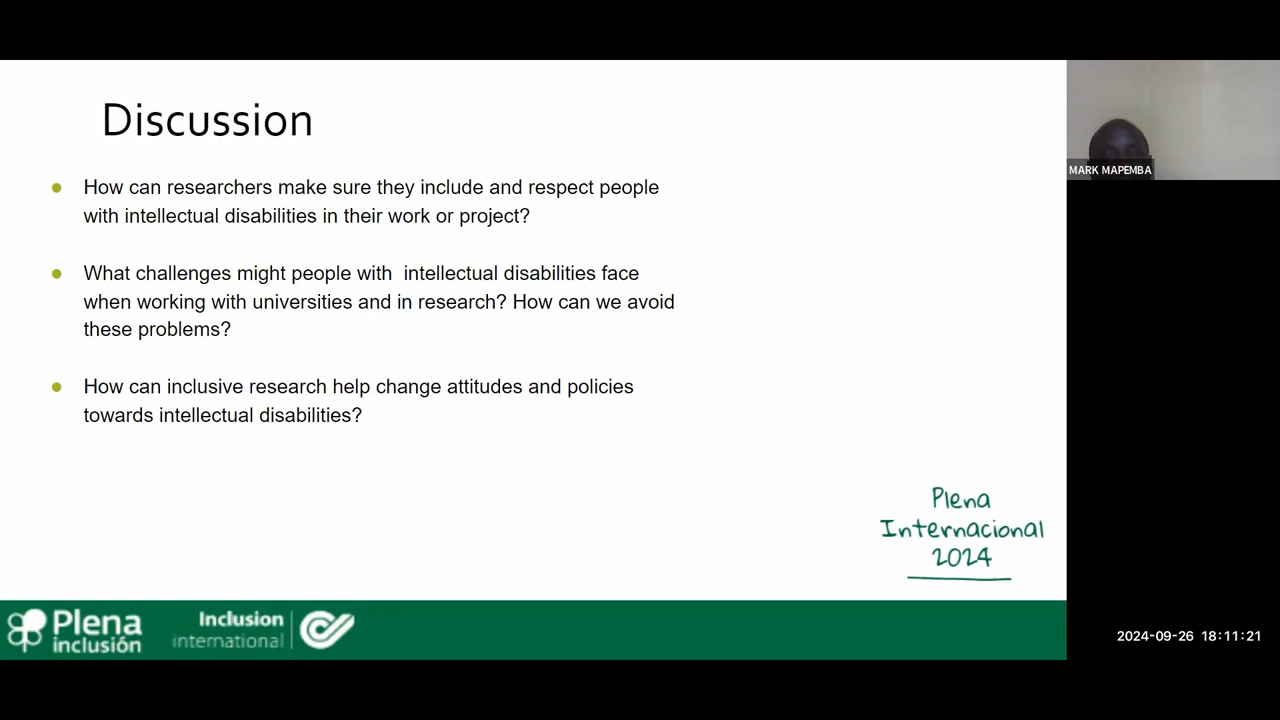 Discussion
How can researchers make sure they include and respect people
with intellectual disabilities in their work or project?
What challenges might people with  intellectual disabilities face
when working with universities and in research? How can we avoid
these problems?
How can inclusive research help change attitudes and policies
towards intellectual disabilities?
Plena
Internacional
2024
Plena
inclusión
Inclusion
international
MARK MAPEMBA
2024-09-26 18:11:21